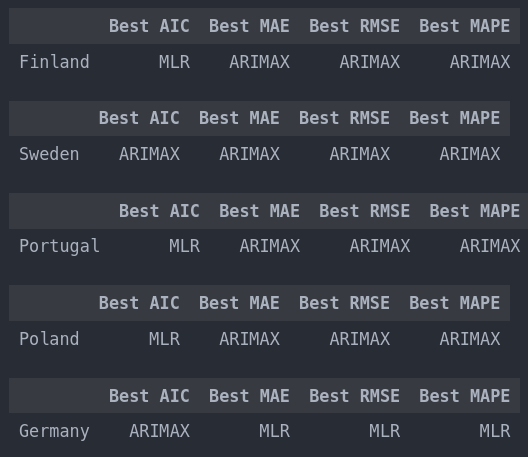 Best AIC Best MAE Best RMSE Best MAPE
Finland MLR ARIMAX ARIMAX ARIMAX
Best AIC Best MAE Best RMSE Best MAPE
Sweden ARIMAX ARIMAX ARIMAX ARIMAX
Best AIC Best MAE Best RMSE Best MAPE
Portugal MLR ARIMAX ARIMAX ARIMAX
Best AIC Best MAE Best RMSE Best MAPE
Poland MLR ARIMAX ARIMAX ARIMAX
Best AIC Best MAE Best RMSE Best MAPE
Germany ARIMAX MLR MLR MLR